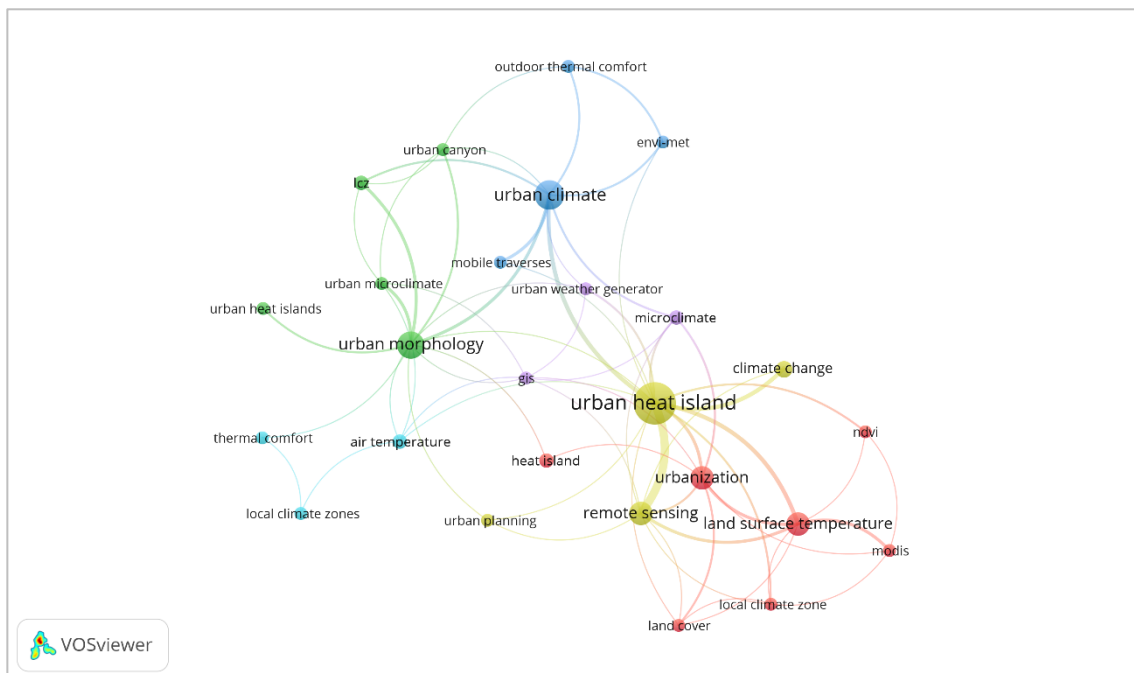 outdoor thermal comfort
envi-met
urban canyon
lcz
urban climate
mobile traverses
urban microclimate
urban weather generator
urban heat islands
microclimate
urban morphology
climate change
gis
urban heat island
ndvi
thermal comfort
air temperature
heat island
urbanization
local climate zones
urban planning
remote sensing
land surface temperature
modis
local climate zone
land cover
VOSviewer